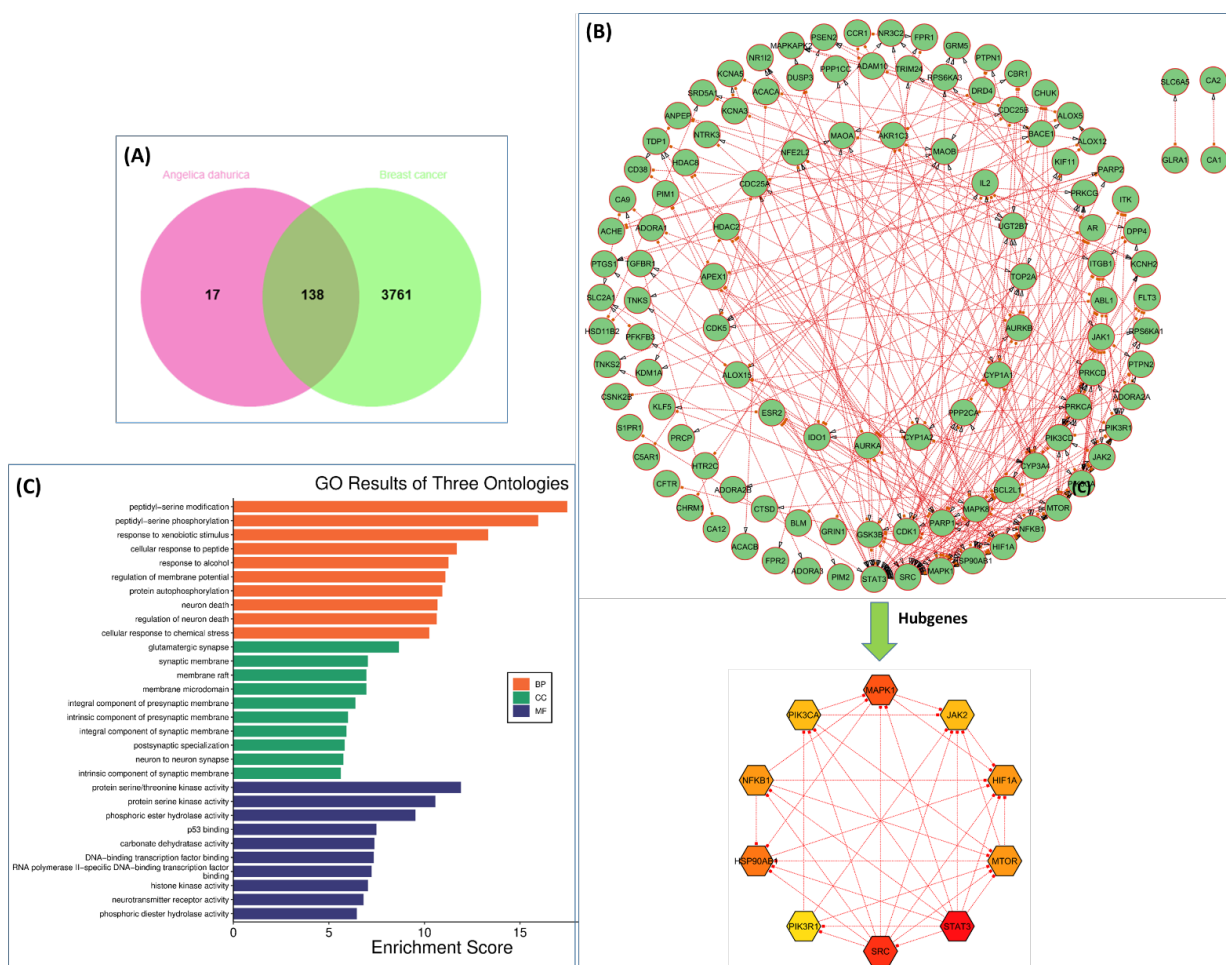 (A)
Angelica dahurica
Breast cancer
17
138
3761
(B)
CCR1
NR3C2
PSEN2
FPR1
MAPKAPK2
GRM5
NR1I2
PPP1CC
ADAM10
TRIM24
PTPN1
DUSP3
RPS6KA3
KCNA5
ACACA
DRD4
CBR1
SRD5A1
KCNA3
CDC25B
CHUK
ANPEP
NTRK3
MAOA
AKR1C3
BACE1
ALOX5
TDP1
HDAC8
NFE2L2
MAOB
ALOX12
CD38
PIM1
CDC25A
IL2
KIF11
PARP2
CA9
PRKCG
ITK
ACHE
ADORA1
HDAC2
UGT2B7
AR
DPP4
PTGS1
TGFBR1
APEX1
TOP2A
ITGB1
KCNH2
SLC2A1
TNKS
CDK5
ABL1
FLT3
HSD11B2
PFKFB3
AURKB
JAK1
RPS6KA1
TNKS2
KDM1A
ALOX15
CYP1A1
PRKCD
PTPN2
CSNK2B
KLF5
ESR2
PPP2CA
PRKCA
ADORA2A
S1PR1
PRCP
IDO1
AURKA
CYP1A2
PIK3CD
PIK3R1
C5AR1
HTR2C
CYP3A4
JAK2
CFTR
ADORA2B
BCL2L1
(C)
CHRM1
CTSD
MAPK8
MTOR
CA12
BLM
GRIN1
GSK3B
CDK1
PARP1
NFKB1
ACACB
HIF1A
FPR2
HSP90AB1
ADORA3
PIM2
STAT3
SRC
MAPK1
SLC6A5
CA2
GLRA1
CA1
Hubgenes
MAPK1
PIK3CA
JAK2
NFKB1
HIF1A
HSP90AB1
MTOR
PIK3R1
STAT3
SRC
(C)
GO Results of Three Ontologies
peptidyl−serine modification
peptidyl−serine phosphorylation
response to xenobiotic stimulus
cellular response to peptide
response to alcohol
regulation of membrane potential
protein autophosphorylation
neuron death
regulation of neuron death
cellular response to chemical stress
glutamatergic synapse
synaptic membrane
membrane raft
membrane microdomain
integral component of presynaptic membrane
intrinsic component of presynaptic membrane
integral component of synaptic membrane
postsynaptic specialization
neuron to neuron synapse
intrinsic component of synaptic membrane
protein serine/threonine kinase activity
protein serine kinase activity
phosphoric ester hydrolase activity
p53 binding
carbonate dehydratase activity
DNA−binding transcription factor binding
RNA polymerase II−specific DNA−binding transcription factor
binding
histone kinase activity
neurotransmitter receptor activity
phosphoric diester hydrolase activity
BP
CC
MF
0
5
10
15
Enrichment Score